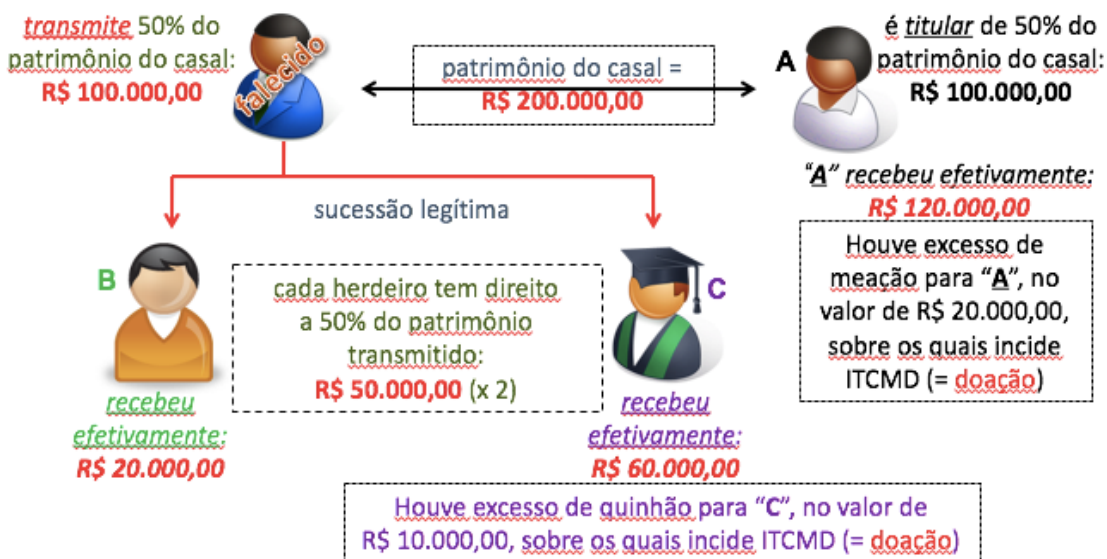 transmite 50% do
patrimônio do casal:
R$ 100.000,00
falecido
patrimônio do casal =
R$ 200.000,00
A
é titular de 50% do
patrimônio do casal:
R$ 100.000,00
"A" recebeu efetivamente:
R$ 120.000,00
Houve excesso de
meação para "A", no
valor de R$ 20.000,00,
sobre os quais incide
ITCMD (= doação)
sucessão legítima
B
cada herdeiro tem direito
a 50% do patrimônio
transmitido:
R$ 50.000,00 (x 2)
C
recebeu
efetivamente:
R$ 20.000,00
recebeu
efetivamente:
R$ 60.000,00
Houve excesso de quinhão para "C", no valor de
R$ 10.000,00, sobre os quais incide ITCMD (= doação)